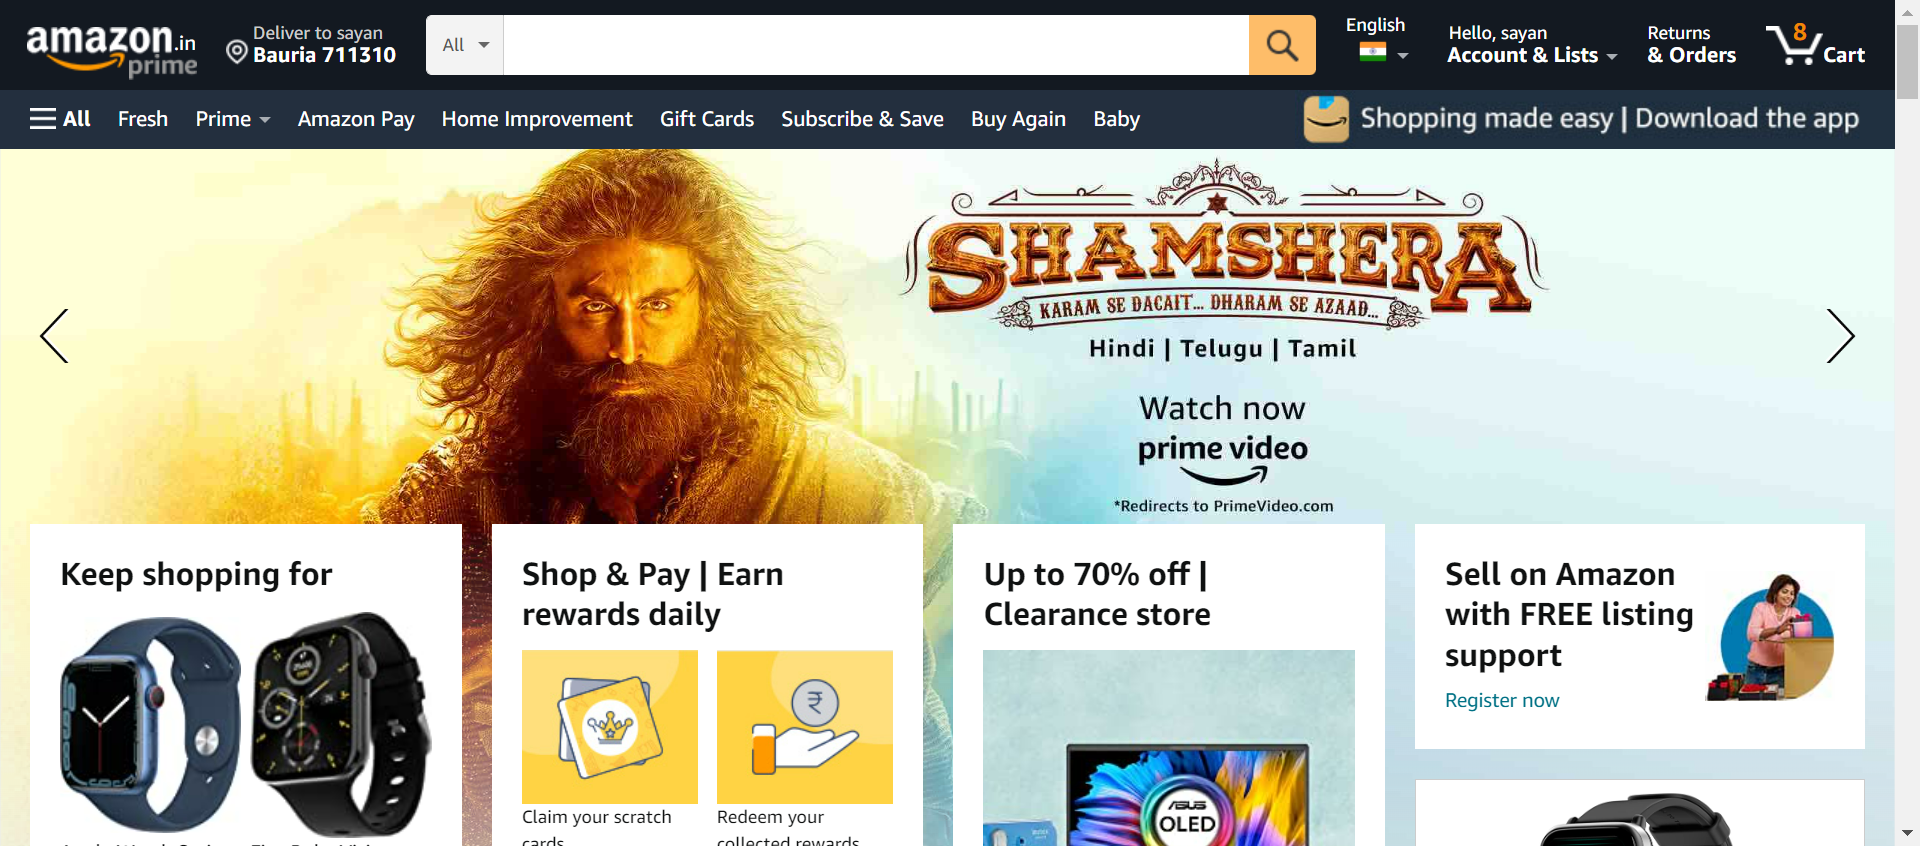 amazon.in
prime
Deliver to sayan
Bauria 711310
All
English
Hello, sayan
Account & Lists
Returns
& Orders
8
Cart
All
Fresh
Prime
Amazon Pay
Home Improvement
Gift Cards
Subscribe & Save
Buy Again
Baby
Shopping made easy | Download the app
SHAMSHERA
KARAM SE DACAIT... DHARAM SE AZAAD...
Hindi | Telugu | Tamil
Watch now
prime video
*Redirects to PrimeVideo.com
Keep shopping for
Shop & Pay | Earn
rewards daily
₹
Claim your scratch
cards
Redeem your
collected rewards
Up to 70% off |
Clearance store
ASUS
OLED
Sell on Amazon
with FREE listing
support
Register now